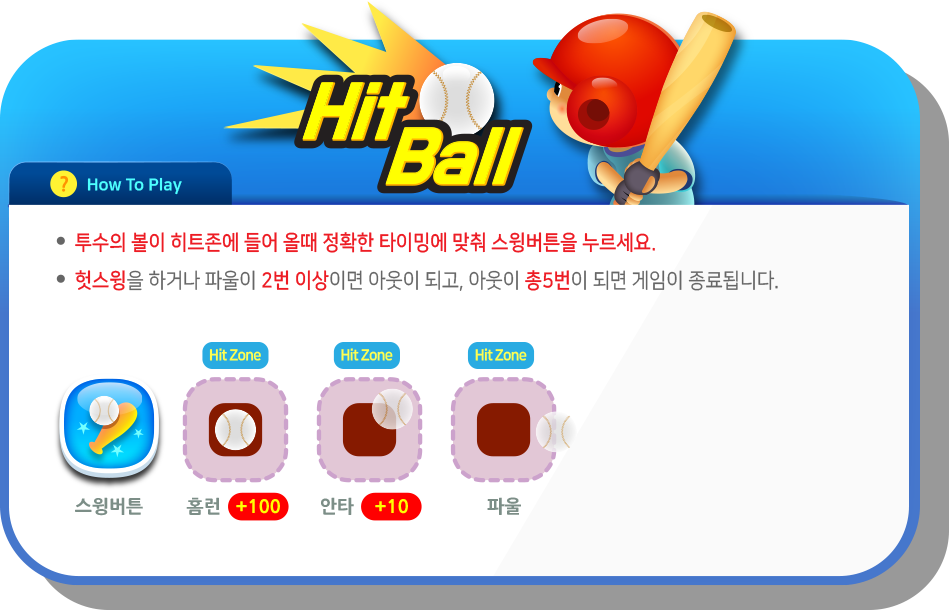 Hit
Ball
? How To Play
• 투수의 볼이 히트존에 들어 올때 정확한 타이밍에 맞춰 스윙버튼을 누르세요.
• 헛스윙을 하거나 파울이 2번 이상이면 아웃이 되고, 아웃이 총5번이 되면 게임이 종료됩니다.
Hit Zone Hit Zone Hit Zone
스윙버튼 홈런 +100 안타 +10 파울